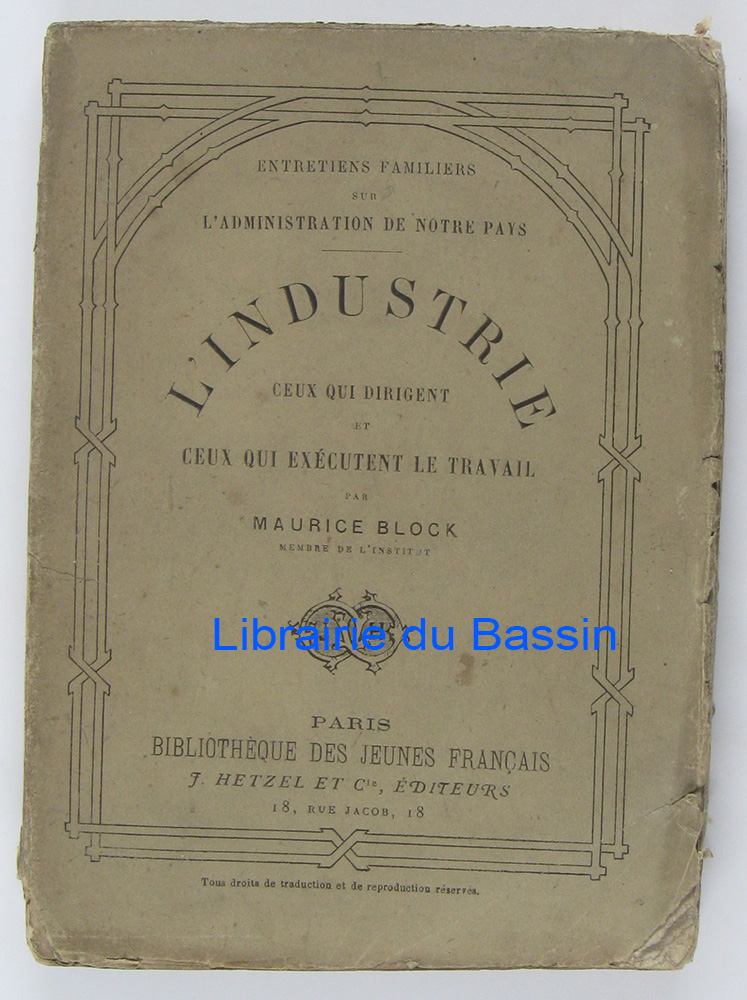 ENTRETIENS FAMILIERS
SUR
L'ADMINISTRATION DE NOTRE PAYS
L'INDUSTRIE
CEUX QUI DIRIGENT
ET
CEUX QUI EXÉCUTENT LE TRAVAIL
PAR
MAURICE BLOCK
MEMBRE DE L'INSTITUT
Librairie du Bassin
PARIS
BIBLIOTHÈQUE DES JEUNES FRANÇAIS
J. HETZEL ET Cie, ÉDITEURS
18, RUE JACOB, 18
Tous droits de traduction et de reproduction réservés.